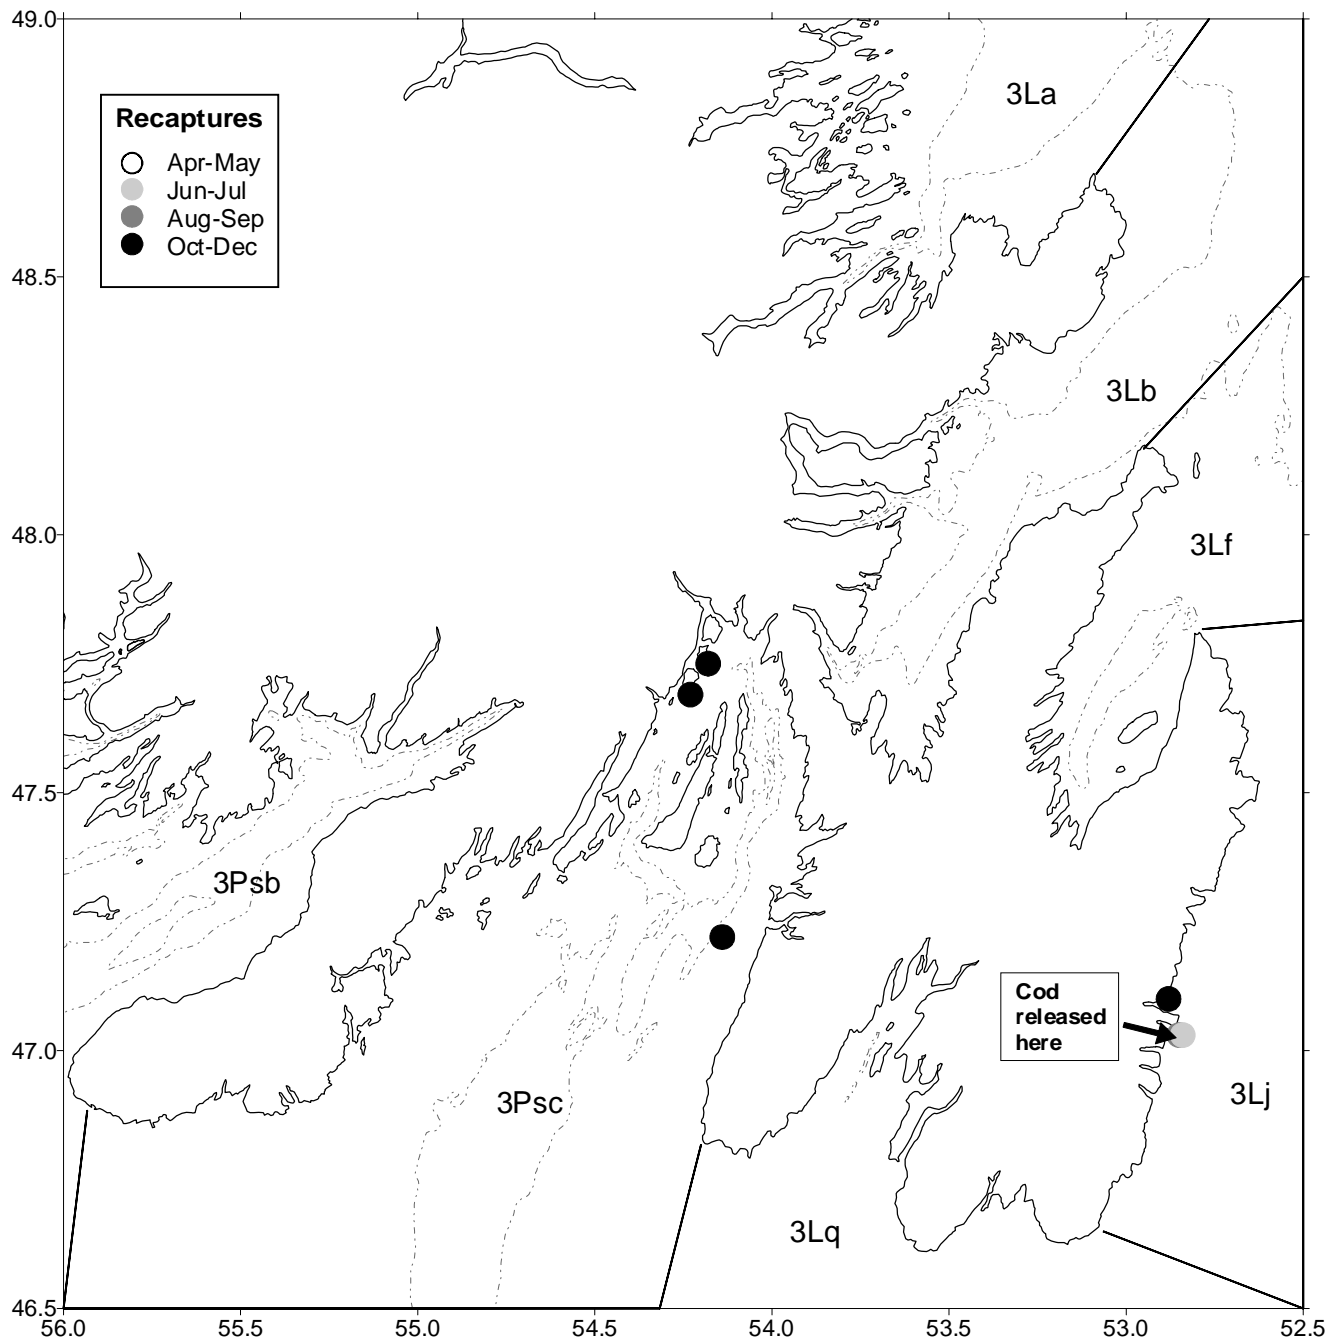 49.0
3La
Recaptures
Apr-May
Jun-Jul
Aug-Sep
Oct-Dec
48.5
3Lb
48.0
3Lf
47.5
3Psb
Cod
released
here
47.0
3Psc
3Lj
3Lq
46.5
56.0 55.5 55.0 54.5 54.0 53.5 53.0 52.5